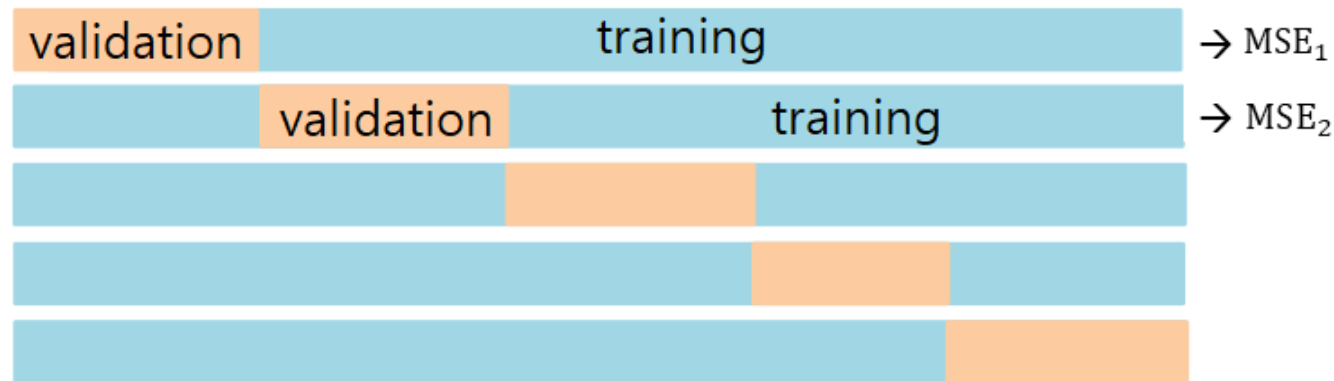 validation training → MSE₁
validation training → MSE₂